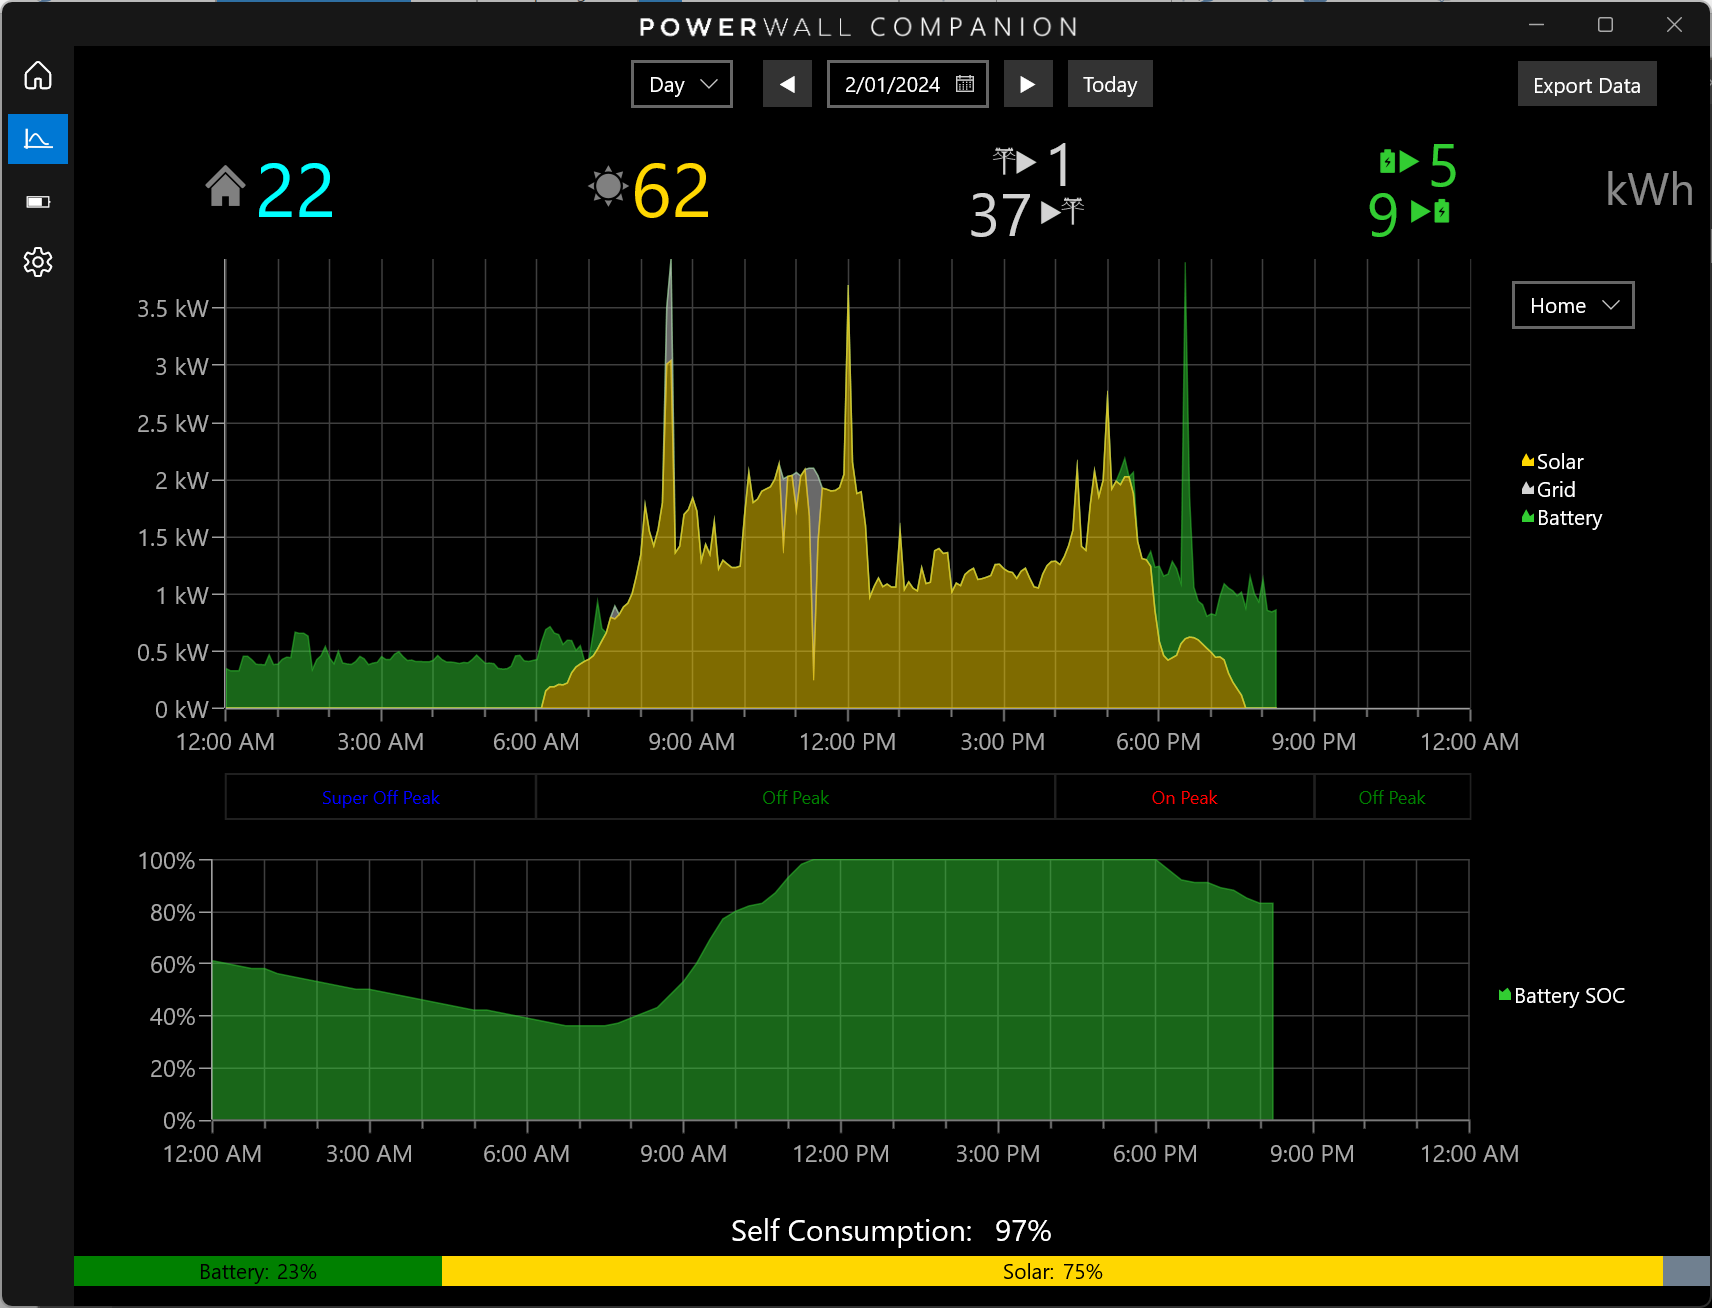 POWERWALL COMPANION
Day
2/01/2024
Today
Export Data
22
62
1
37
5
9
kWh
Home
3.5 kW
3 kW
2.5 kW
2 kW
1.5 kW
1 kW
0.5 kW
0 kW
12:00 AM 3:00 AM 6:00 AM 9:00 AM 12:00 PM 3:00 PM 6:00 PM 9:00 PM 12:00 AM
Solar
Grid
Battery
Super Off Peak
Off Peak
On Peak
Off Peak
100%
80%
60%
40%
20%
0%
12:00 AM 3:00 AM 6:00 AM 9:00 AM 12:00 PM 3:00 PM 6:00 PM 9:00 PM 12:00 AM
Battery SOC
Self Consumption: 97%
Battery: 23%
Solar: 75%